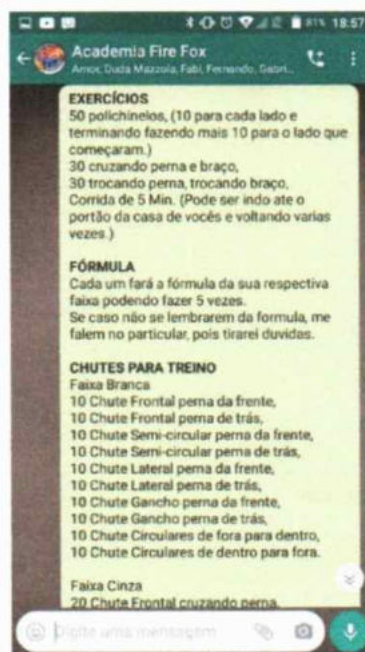 81% 18:57
Academia Fire Fox
Amor, Duda Mazzola, Fabi, Fernando, Gabri...
EXERCÍCIOS
50 polichinelos, (10 para cada lado e
terminando fazendo mais 10 para o lado que
começaram.)
30 cruzando perna e braço,
30 trocando perna, trocando braço,
Corrida de 5 Min. (Pode ser indo ate o
portão da casa de vocês e voltando varias
vezes.)
FÓRMULA
Cada um fará a fórmula da sua respectiva
faixa podendo fazer 5 vezes.
Se caso não se lembrarem da formula, me
falem no particular, pois tirarei duvidas.
CHUTES PARA TREINO
Faixa Branca
10 Chute Frontal perna da frente,
10 Chute Frontal perna de trás,
10 Chute Semi-circular perna da frente,
10 Chute Semi-circular perna de trás,
10 Chute Lateral perna da frente,
10 Chute Lateral perna de trás,
10 Chute Gancho perna da frente,
10 Chute Gancho perna de trás,
10 Chute Circulares de fora para dentro,
10 Chute Circulares de dentro para fora.
Faixa Cinza
20 Chute Frontal cruzando perna,
Digite uma mensagem